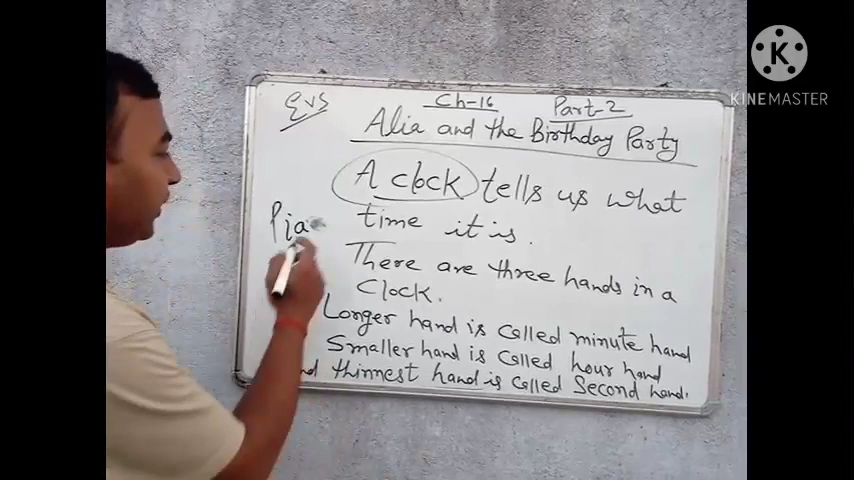 EVS
Ch-16
Part-2
Alia and the Birthday Party
A clock tells us what
time it is.
Pia
There are three hands in a
Clock.
Longer hand is called minute hand
Smaller hand is called hour hand
thinnest hand is called Second hand.
K
KINEMASTER